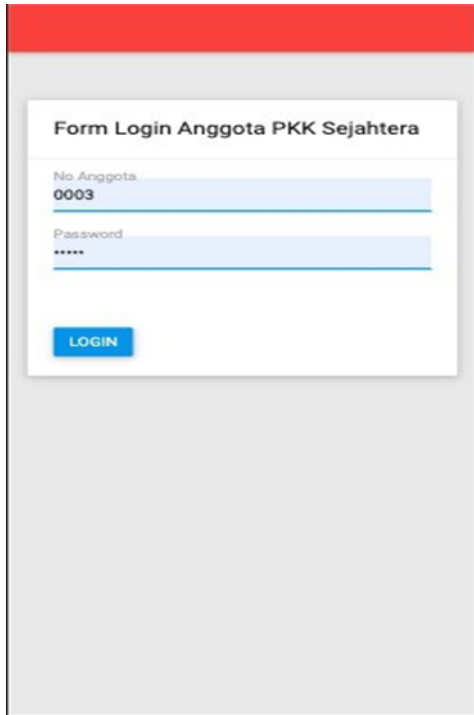 Form Login Anggota PKK Sejahtera
No Anggota
0003
Password
•••••
LOGIN